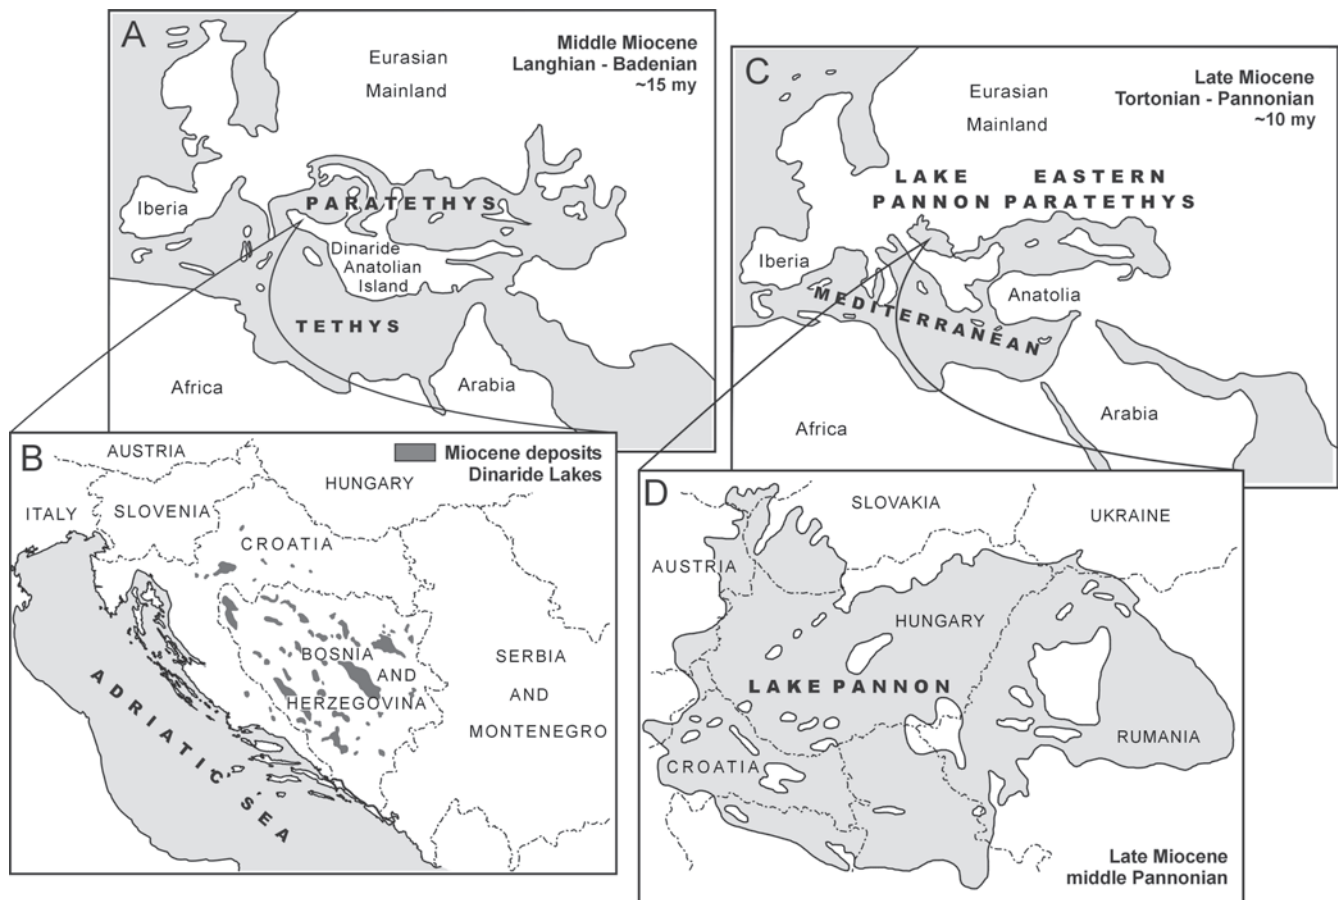 A
Middle Miocene
Langhian - Badenian
~15 my
Eurasian
Mainland
Iberia
PARATETHYS
Dinaride
Anatolian
Island
TETHYS
Africa
Arabia
C
Late Miocene
Tortonian - Pannonian
~10 my
Eurasian
Mainland
LAKE
PANNON
EASTERN
PARATETHYS
Iberia
Anatolia
MEDITERRANEAN
Africa
Arabia
B
Miocene deposits
Dinaride Lakes
AUSTRIA
HUNGARY
ITALY
SLOVENIA
CROATIA
BOSNIA
AND
HERZEGOVINA
SERBIA
AND
MONTENEGRO
ADRIATIC SEA
D
SLOVAKIA
UKRAINE
AUSTRIA
HUNGARY
LAKE PANNON
RUMANIA
CROATIA
Late Miocene
middle Pannonian